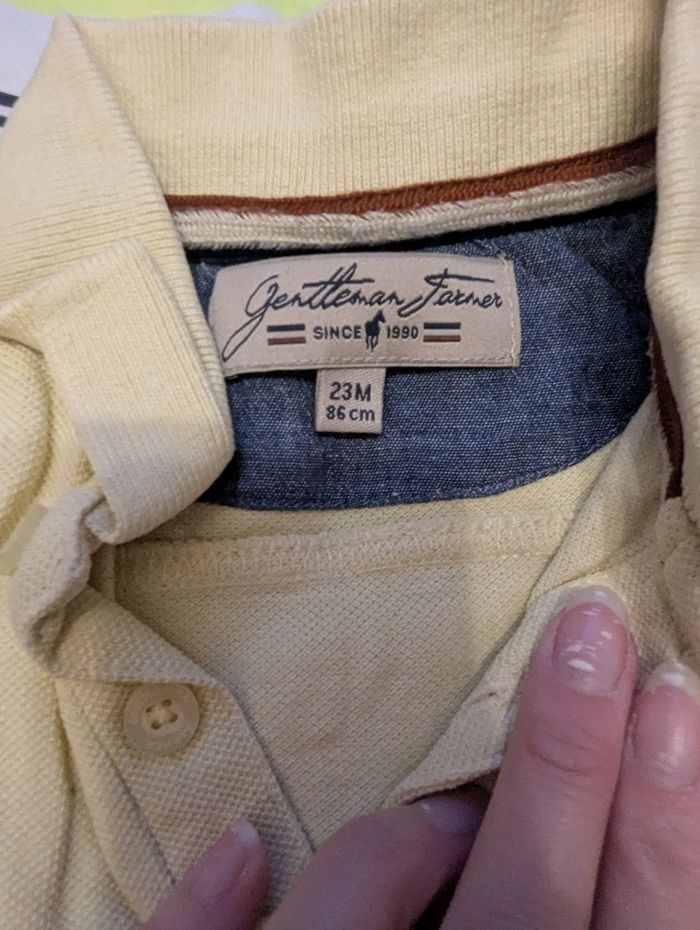 Gentleman Farmer
SINCE 1990
23M
86 cm